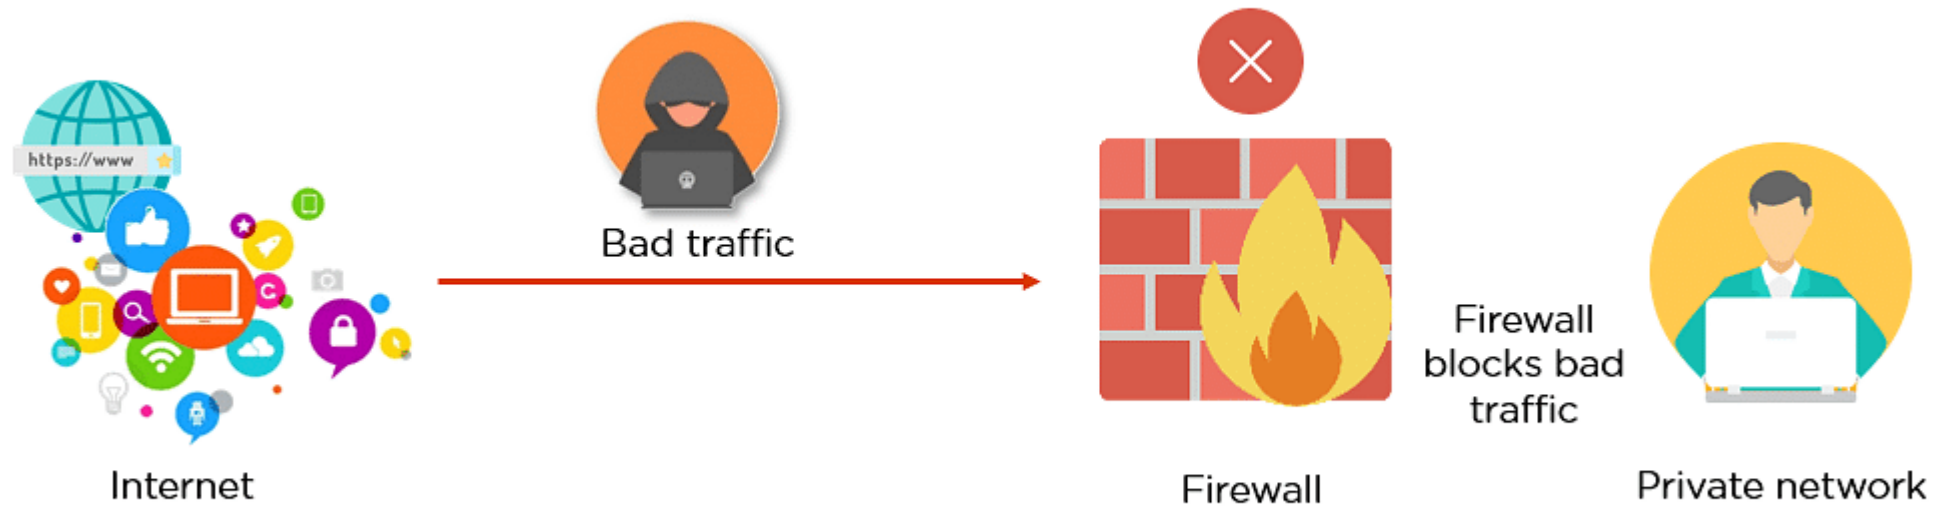 https://www
Bad traffic
Firewall
blocks bad
traffic
Internet
Firewall
Private network